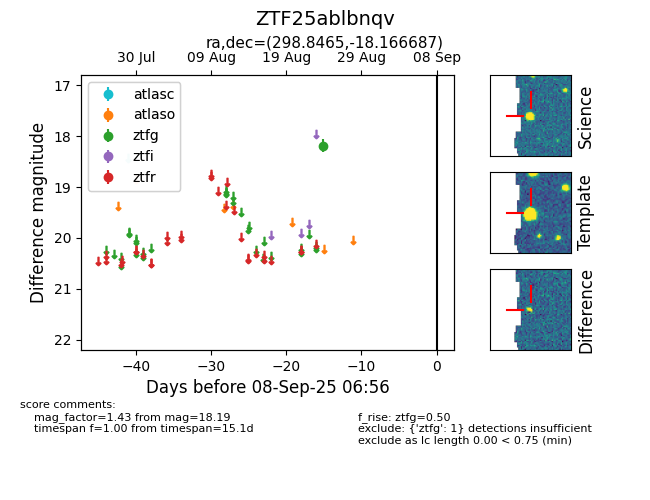 ZTF25ablbnqv
ra,dec=(298.8465,-18.166687)
30 Jul 09 Aug 19 Aug 29 Aug 08 Sep
17
18
19
20
21
22
Difference magnitude
atlasc
atlaso
ztfg
ztfi
ztfr
−40 −30 −20 −10 0
Days before 08-Sep-25 06:56
Science
Template
Difference
score comments:
mag_factor=1.43 from mag=18.19
timespan f=1.00 from timespan=15.1d
f_rise: ztfg=0.50
exclude: {'ztfg': 1} detections insufficient
exclude as lc length 0.00 < 0.75 (min)